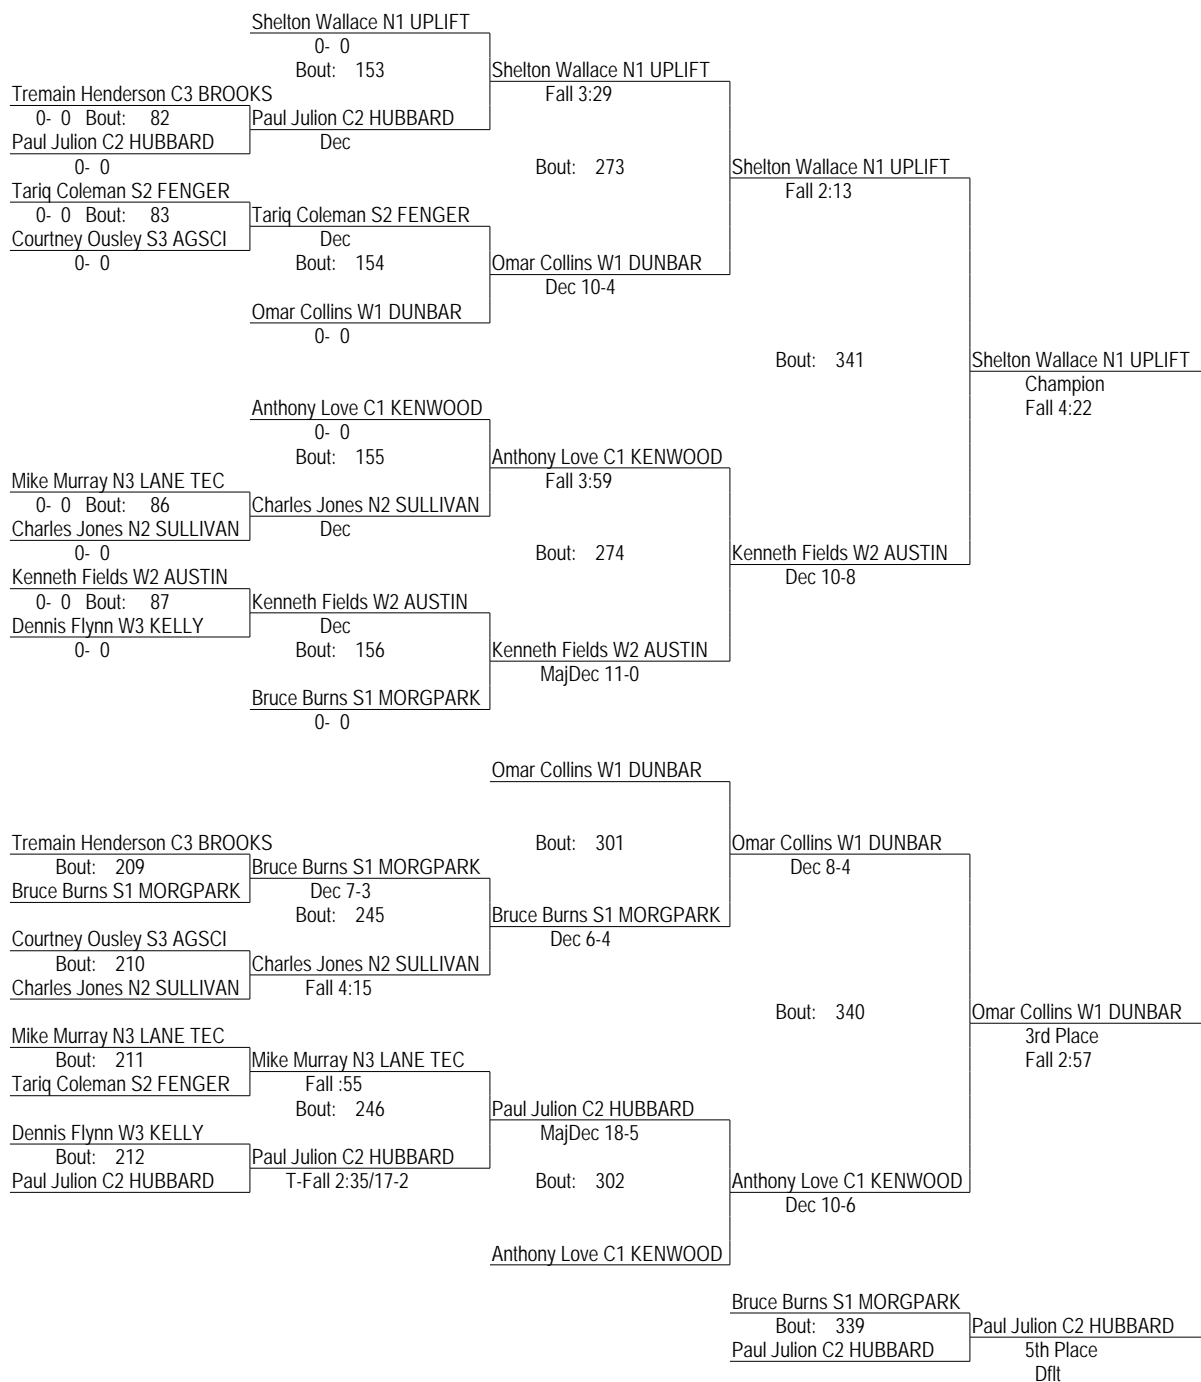 Shelton Wallace N1 UPLIFT
0- 0
Bout: 153
Shelton Wallace N1 UPLIFT
Fall 3:29
Tremain Henderson C3 BROOKS
0- 0 Bout: 82
Paul Julion C2 HUBBARD
Paul Julion C2 HUBBARD
Dec
0- 0
Bout: 273
Shelton Wallace N1 UPLIFT
Fall 2:13
Tariq Coleman S2 FENGER
0- 0 Bout: 83
Tariq Coleman S2 FENGER
Courtney Ousley S3 AGSCI
Dec
0- 0
Bout: 154
Omar Collins W1 DUNBAR
Dec 10-4
Omar Collins W1 DUNBAR
0- 0
Bout: 341
Shelton Wallace N1 UPLIFT
Champion
Fall 4:22
Anthony Love C1 KENWOOD
0- 0
Bout: 155
Anthony Love C1 KENWOOD
Fall 3:59
Mike Murray N3 LANE TEC
0- 0 Bout: 86
Charles Jones N2 SULLIVAN
Charles Jones N2 SULLIVAN
Dec
0- 0
Bout: 274
Kenneth Fields W2 AUSTIN
Dec 10-8
Kenneth Fields W2 AUSTIN
0- 0 Bout: 87
Kenneth Fields W2 AUSTIN
Dennis Flynn W3 KELLY
Dec
0- 0
Bout: 156
Kenneth Fields W2 AUSTIN
MajDec 11-0
Bruce Burns S1 MORGPARK
0- 0
Omar Collins W1 DUNBAR
Bout: 301
Omar Collins W1 DUNBAR
Dec 8-4
Tremain Henderson C3 BROOKS
Bout: 209
Bruce Burns S1 MORGPARK
Bruce Burns S1 MORGPARK
Dec 7-3
Bout: 245
Bruce Burns S1 MORGPARK
Dec 6-4
Courtney Ousley S3 AGSCI
Bout: 210
Charles Jones N2 SULLIVAN
Charles Jones N2 SULLIVAN
Fall 4:15
Bout: 340
Omar Collins W1 DUNBAR
3rd Place
Fall 2:57
Mike Murray N3 LANE TEC
Bout: 211
Mike Murray N3 LANE TEC
Tariq Coleman S2 FENGER
Fall :55
Bout: 246
Paul Julion C2 HUBBARD
MajDec 18-5
Dennis Flynn W3 KELLY
Bout: 212
Paul Julion C2 HUBBARD
Paul Julion C2 HUBBARD
T-Fall 2:35/17-2
Bout: 302
Anthony Love C1 KENWOOD
Dec 10-6
Anthony Love C1 KENWOOD
Bruce Burns S1 MORGPARK
Bout: 339
Paul Julion C2 HUBBARD
Paul Julion C2 HUBBARD
5th Place
Dflt